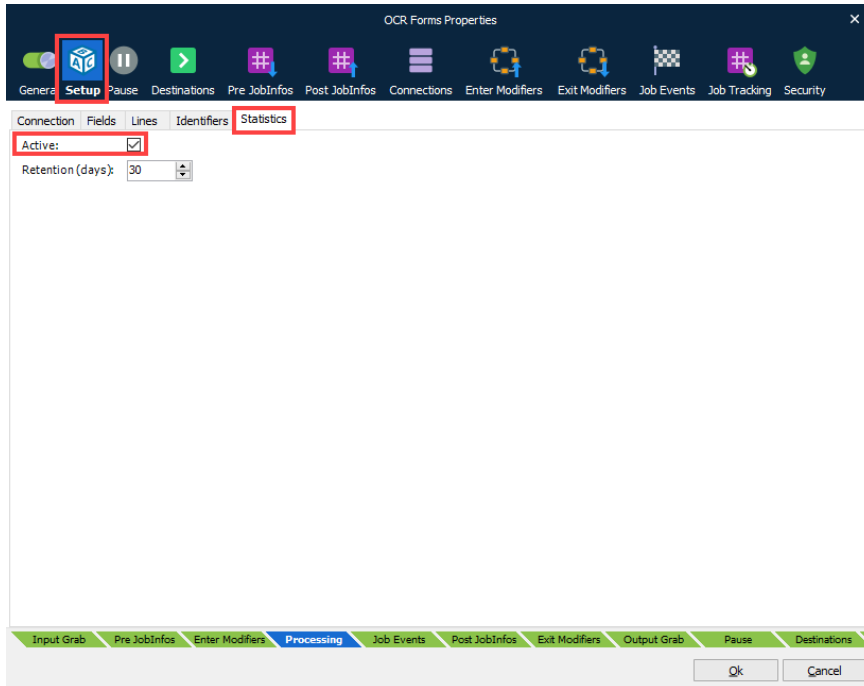 OCR Forms Properties
General Setup Pause Destinations Pre JobInfos Post JobInfos Connections Enter Modifiers Exit Modifiers Job Events Job Tracking Security
Connection Fields Lines Identifiers Statistics
Active:
Retention (days): 30
Input Grab Pre JobInfos Enter Modifiers Processing Job Events Post JobInfos Exit Modifiers Output Grab Pause Destinations
Ok Cancel